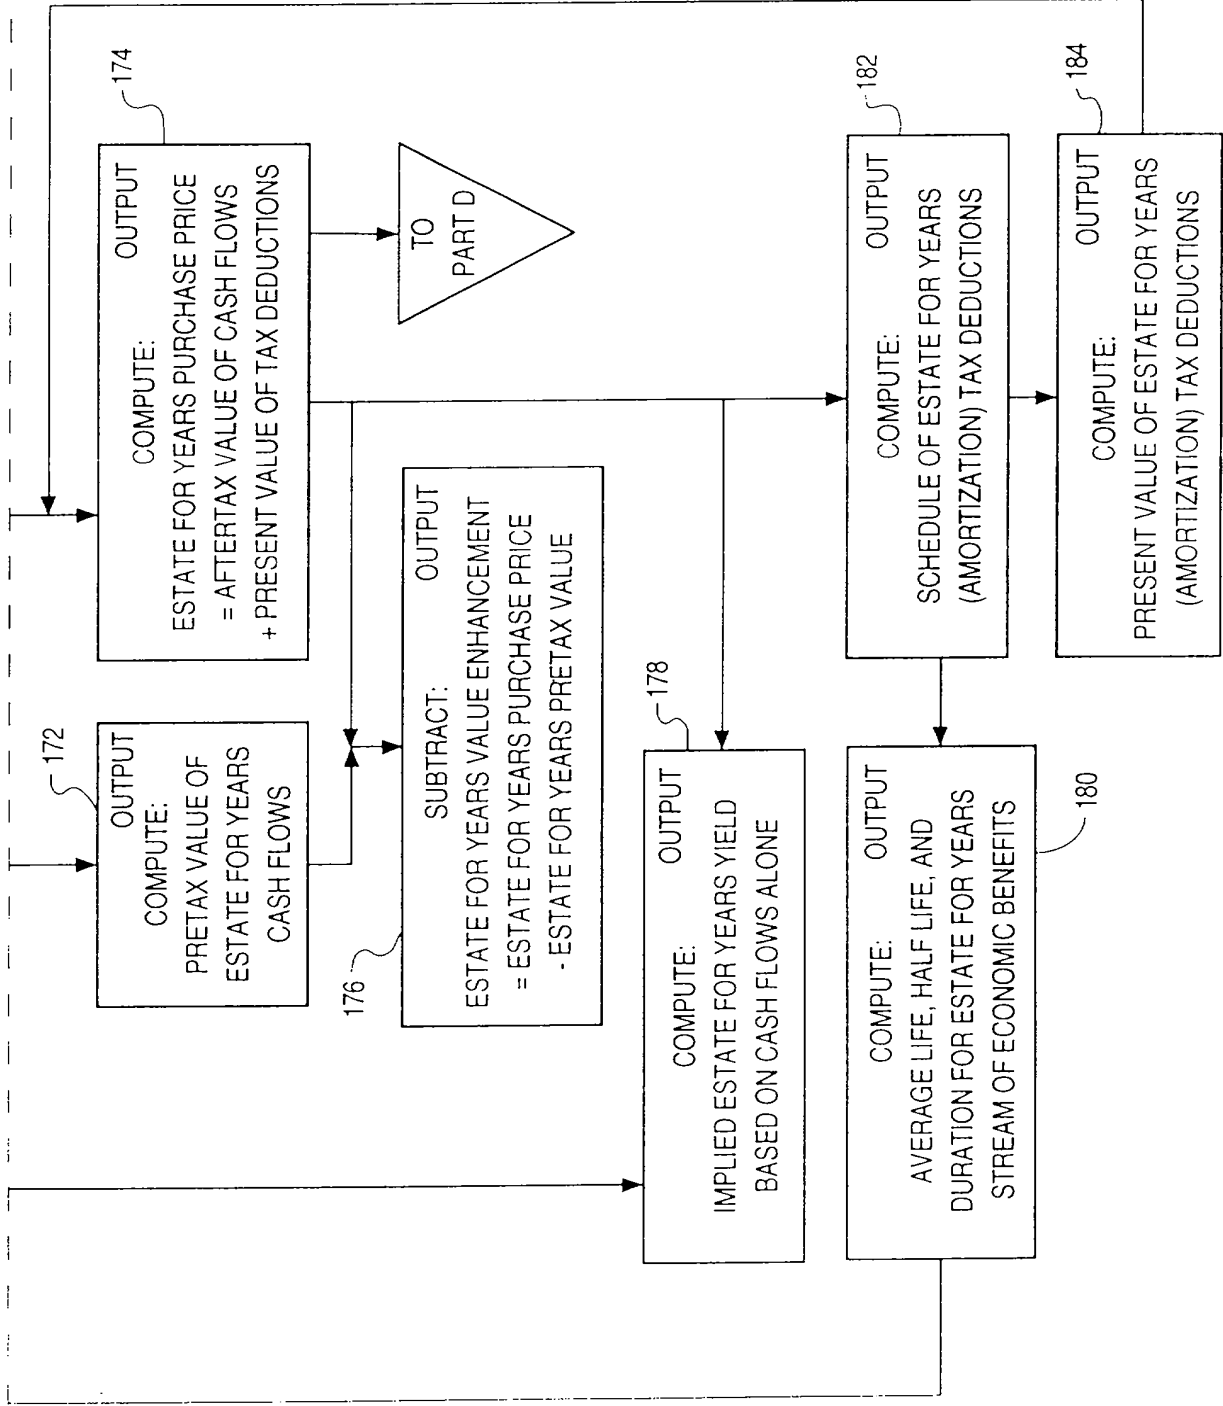 172
OUTPUT
COMPUTE:
PRETAX VALUE OF
ESTATE FOR YEARS
CASH FLOWS
174
OUTPUT
COMPUTE:
ESTATE FOR YEARS PURCHASE PRICE
= AFTERTAX VALUE OF CASH FLOWS
+ PRESENT VALUE OF TAX DEDUCTIONS
TO
PART D
176
OUTPUT
SUBTRACT:
ESTATE FOR YEARS VALUE ENHANCEMENT
= ESTATE FOR YEARS PURCHASE PRICE
- ESTATE FOR YEARS PRETAX VALUE
178
OUTPUT
COMPUTE:
IMPLIED ESTATE FOR YEARS YIELD
BASED ON CASH FLOWS ALONE
182
OUTPUT
COMPUTE:
SCHEDULE OF ESTATE FOR YEARS
(AMORTIZATION) TAX DEDUCTIONS
OUTPUT
COMPUTE:
AVERAGE LIFE, HALF LIFE, AND
DURATION FOR ESTATE FOR YEARS
STREAM OF ECONOMIC BENEFITS
180
184
OUTPUT
COMPUTE:
PRESENT VALUE OF ESTATE FOR YEARS
(AMORTIZATION) TAX DEDUCTIONS